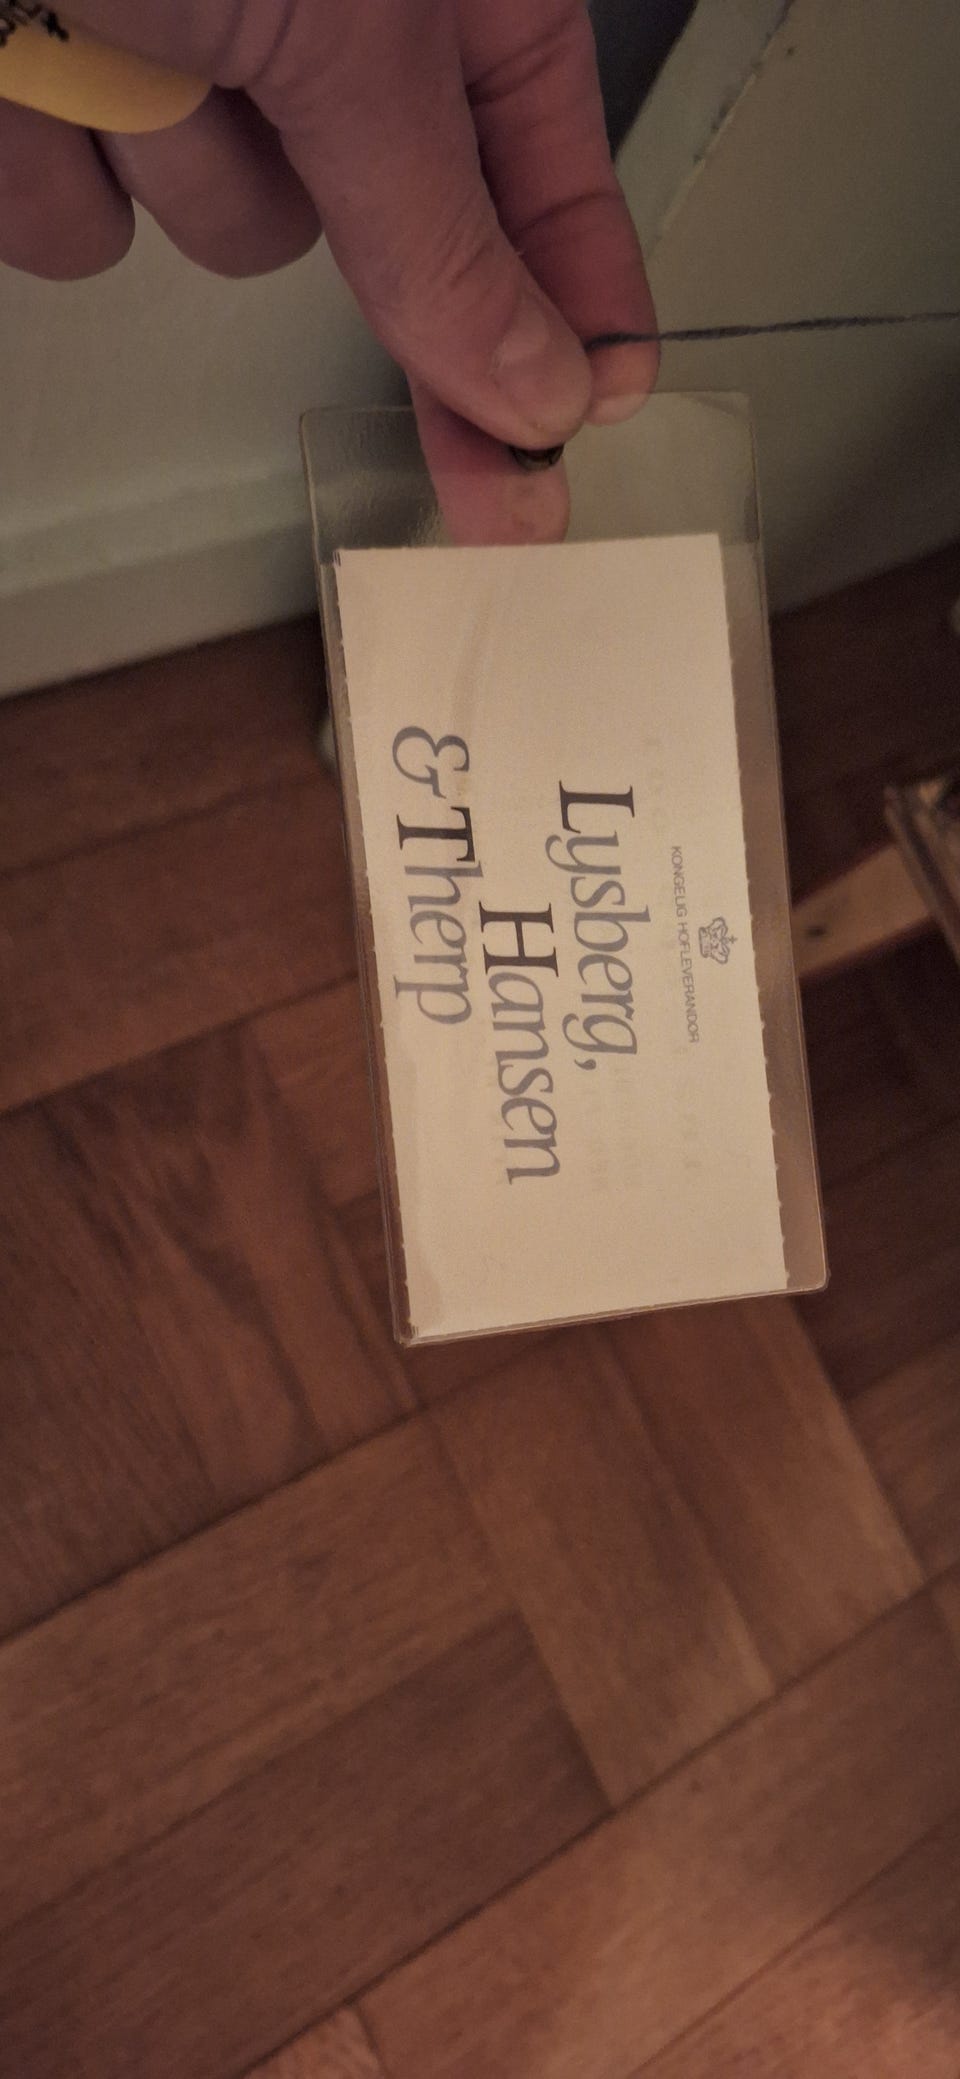 KONGELIG HOFLEVERANDØR
Lysberg,
Hansen
& Therp